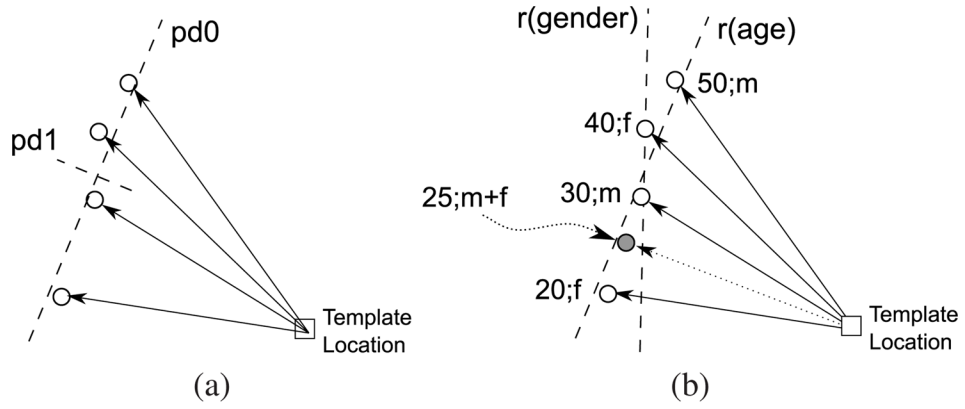 pd0
pd1
Template
Location
(a)
r(gender)
r(age)
50;m
40;f
30;m
25;m+f
20;f
Template
Location
(b)